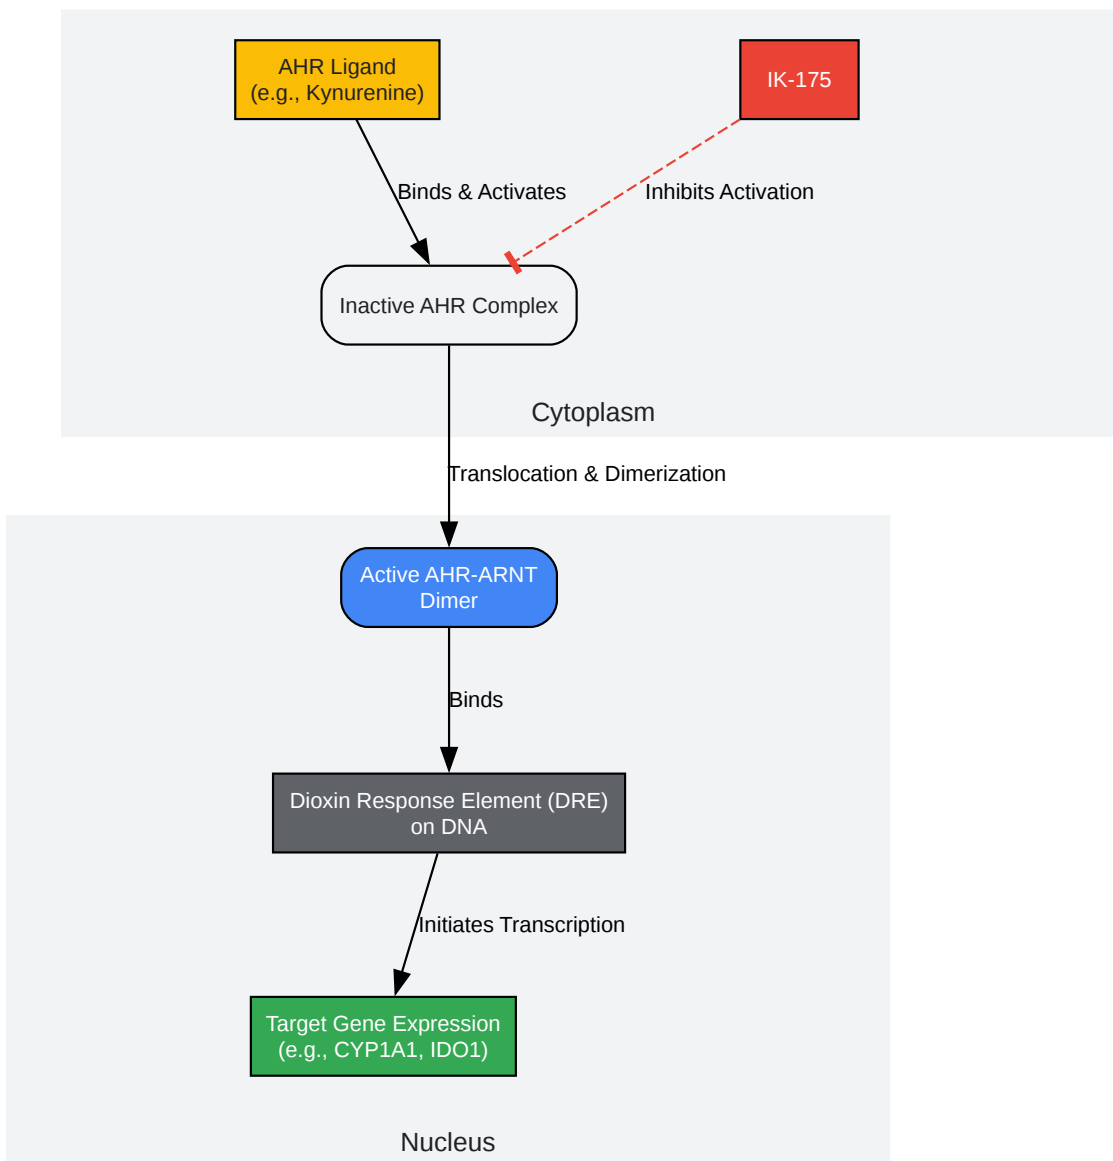 AHR Ligand
(e.g., Kynurenine)
IK-175
Binds & Activates
Inhibits Activation
Inactive AHR Complex
Cytoplasm
Translocation & Dimerization
Active AHR-ARNT
Dimer
Binds
Dioxin Response Element (DRE)
on DNA
Initiates Transcription
Target Gene Expression
(e.g., CYP1A1, IDO1)
Nucleus